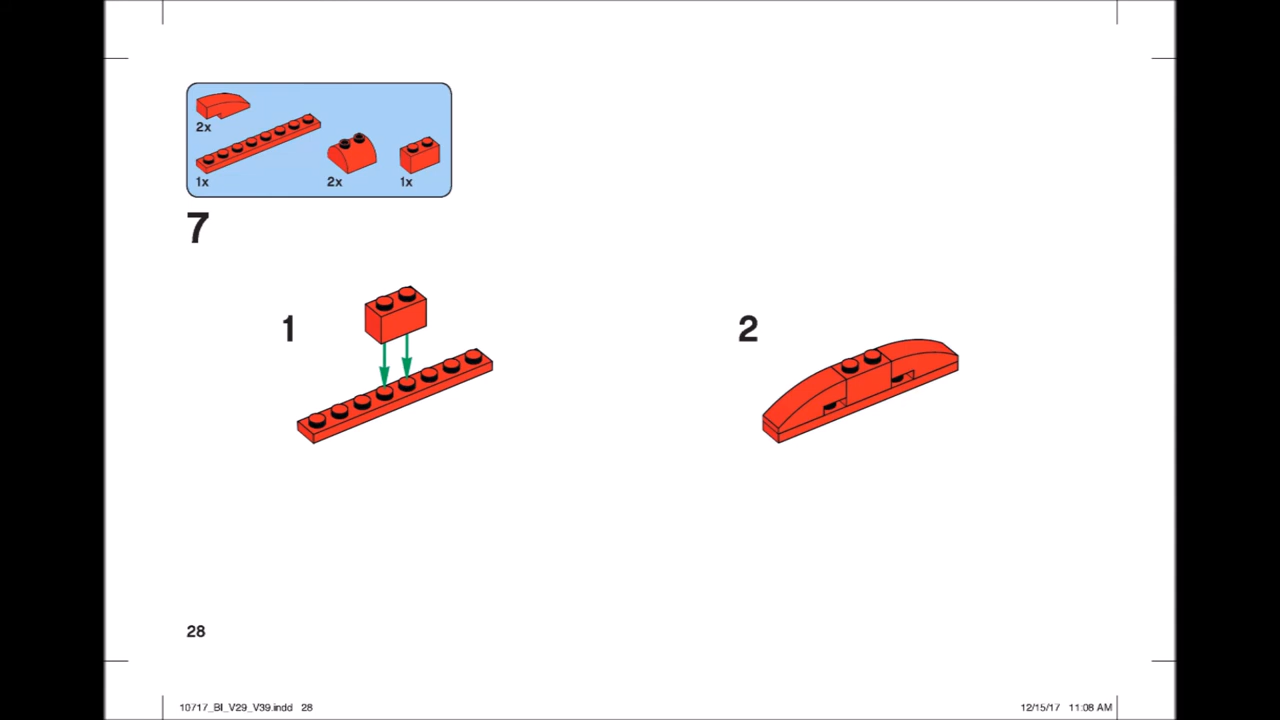 2x
1x
2x
1x
7
1
2
28
10717_BI_V29_V39.indd 28
12/15/17 11:08 AM